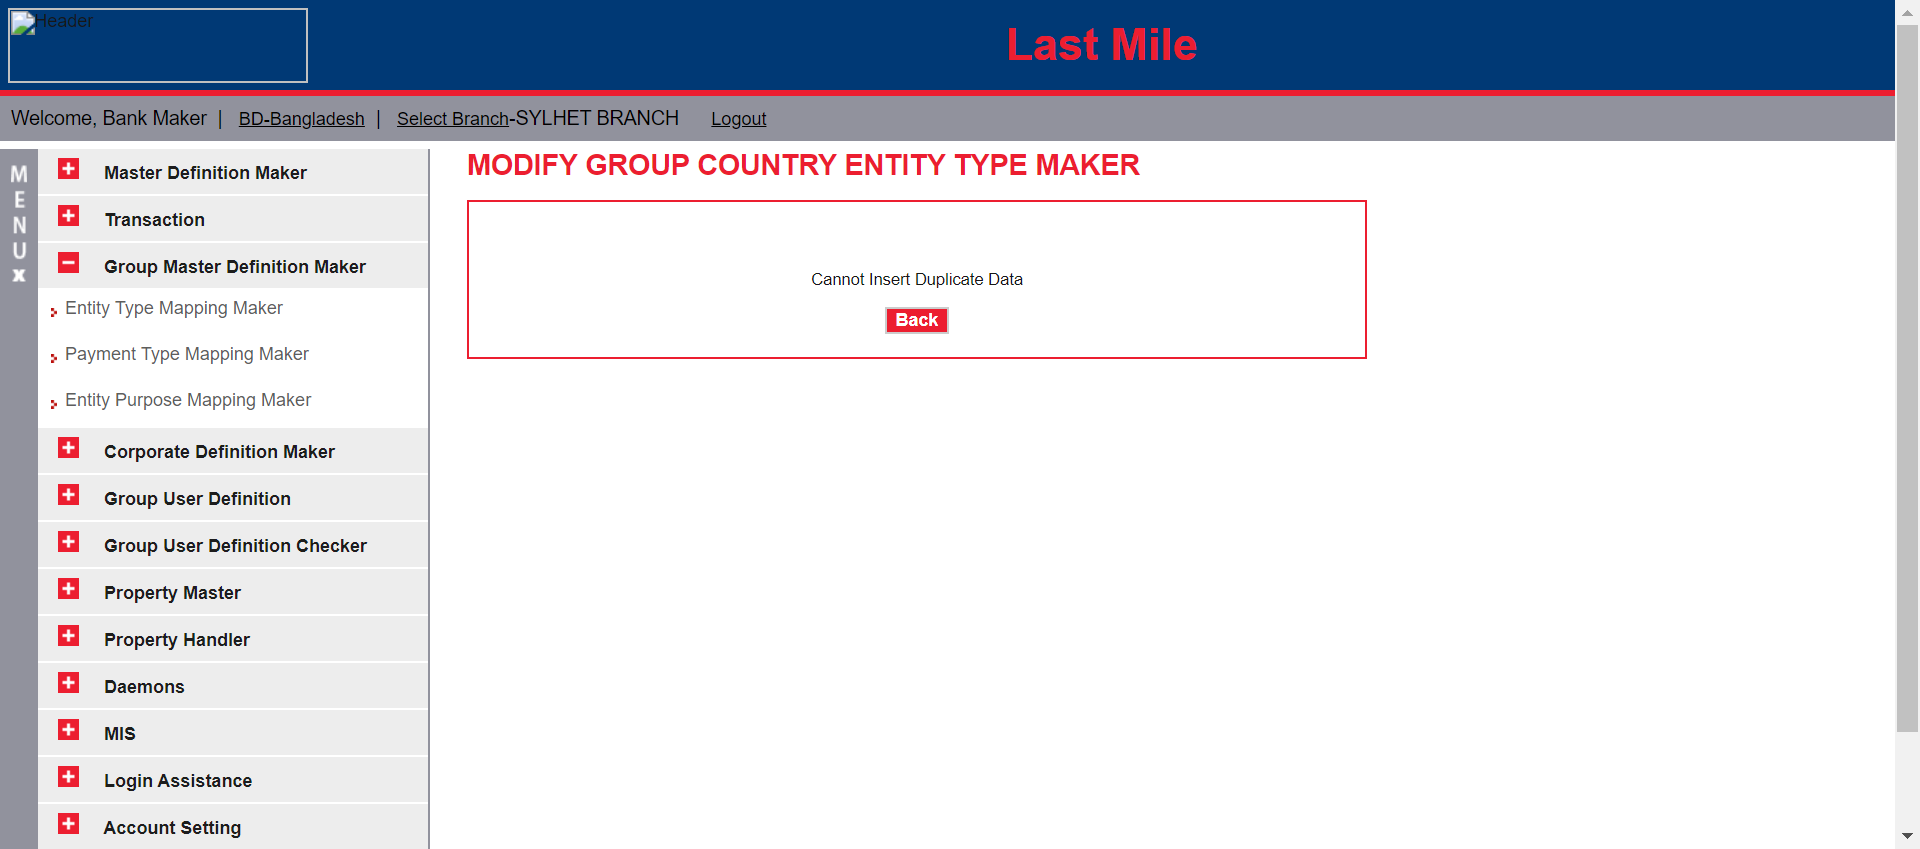 Header
Last Mile
Welcome, Bank Maker | BD-Bangladesh | Select Branch-SYLHET BRANCH Logout
MENU x
Master Definition Maker
Transaction
Group Master Definition Maker
Entity Type Mapping Maker
Payment Type Mapping Maker
Entity Purpose Mapping Maker
Corporate Definition Maker
Group User Definition
Group User Definition Checker
Property Master
Property Handler
Daemons
MIS
Login Assistance
Account Setting
MODIFY GROUP COUNTRY ENTITY TYPE MAKER
Cannot Insert Duplicate Data
Back